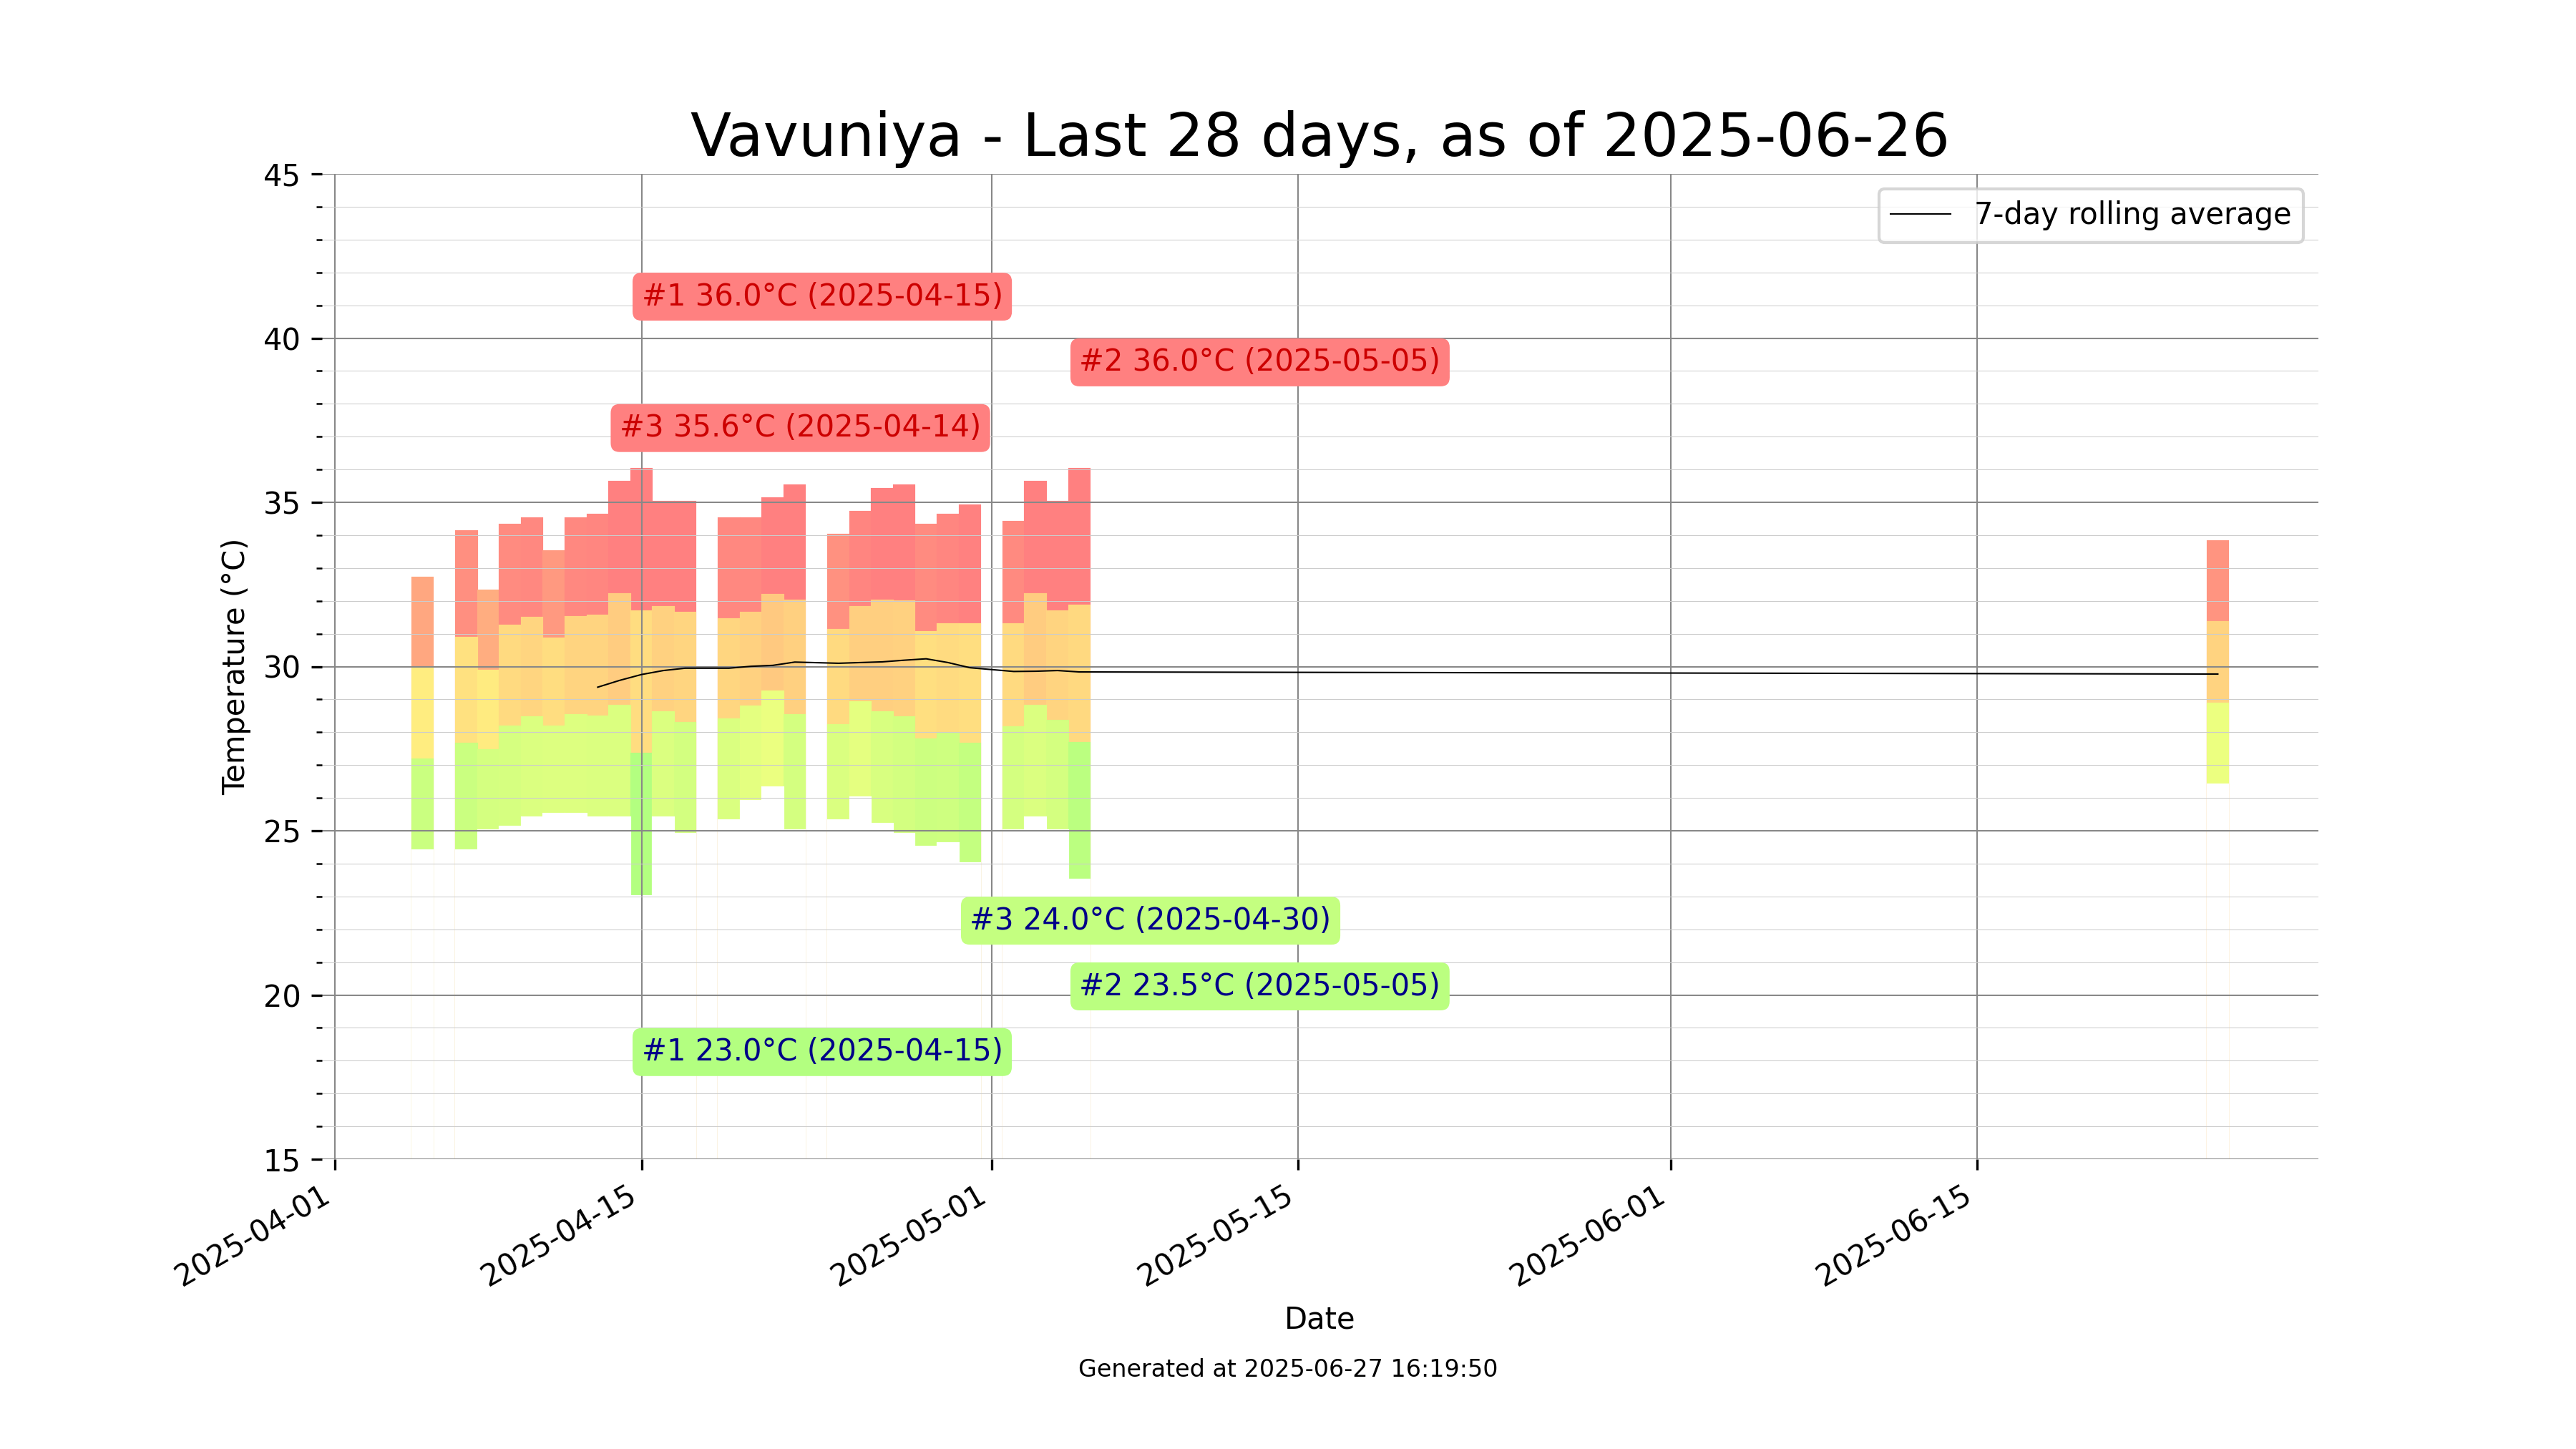 Vavuniya - Last 28 days, as of 2025-06-26
45
7-day rolling average
#1 36.0°C (2025-04-15)
40
#2 36.0°C (2025-05-05)
#3 35.6°C (2025-04-14)
35
Temperature (°C)
30
25
#3 24.0°C (2025-04-30)
20
#2 23.5°C (2025-05-05)
#1 23.0°C (2025-04-15)
15
2025-04-01
2025-04-15
2025-05-01
2025-05-15
2025-06-01
2025-06-15
Date
Generated at 2025-06-27 16:19:50